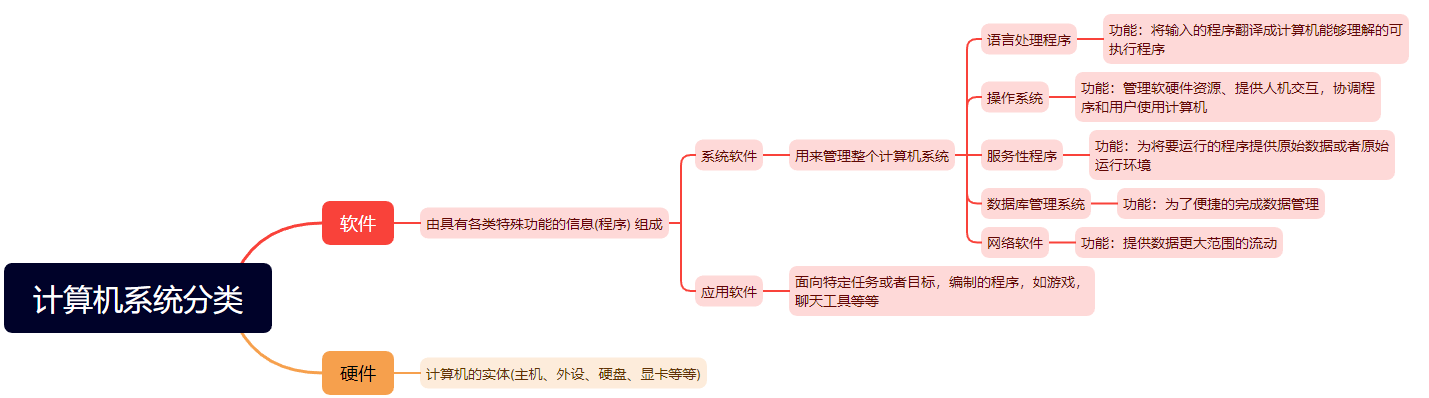 计算机系统分类
软件
由具有各类特殊功能的信息(程序) 组成
系统软件
用来管理整个计算机系统
语言处理程序
功能：将输入的程序翻译成计算机能够理解的可
执行程序
操作系统
功能：管理软硬件资源、提供人机交互，协调程
序和用户使用计算机
服务性程序
功能：为将要运行的程序提供原始数据或者原始
运行环境
数据库管理系统
功能：为了便捷的完成数据管理
网络软件
功能：提供数据更大范围的流动
应用软件
面向特定任务或者目标，编制的程序，如游戏，
聊天工具等等
硬件
计算机的实体(主机、外设、硬盘、显卡等等)